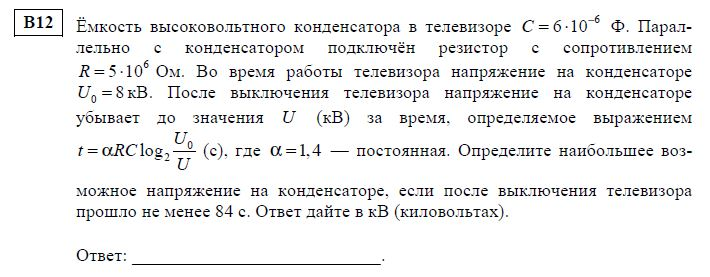 B12 Ёмкость высоковольтного конденсатора в телевизоре C = 6·10⁻⁶ Ф. Парал-
лельно с конденсатором подключён резистор с сопротивлением
R = 5·10⁶ Ом. Во время работы телевизора напряжение на конденсаторе
U₀ = 8 кВ. После выключения телевизора напряжение на конденсаторе
убывает до значения U (кВ) за время, определяемое выражением
t = αRC log₂ U₀/U (с), где α = 1,4 — постоянная. Определите наибольшее воз-
можное напряжение на конденсаторе, если после выключения телевизора
прошло не менее 84 с. Ответ дайте в кВ (киловольтах).
Ответ: ___________________________.